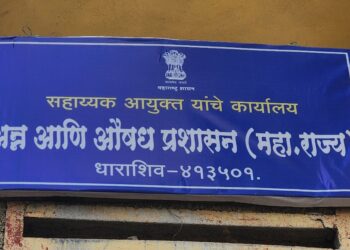 महाराष्ट्र शासन
सहाय्यक आयुक्त यांचे कार्यालय
अन्न आणि औषध प्रशासन (महा.राज्य)
धाराशिव-४१३५०१.